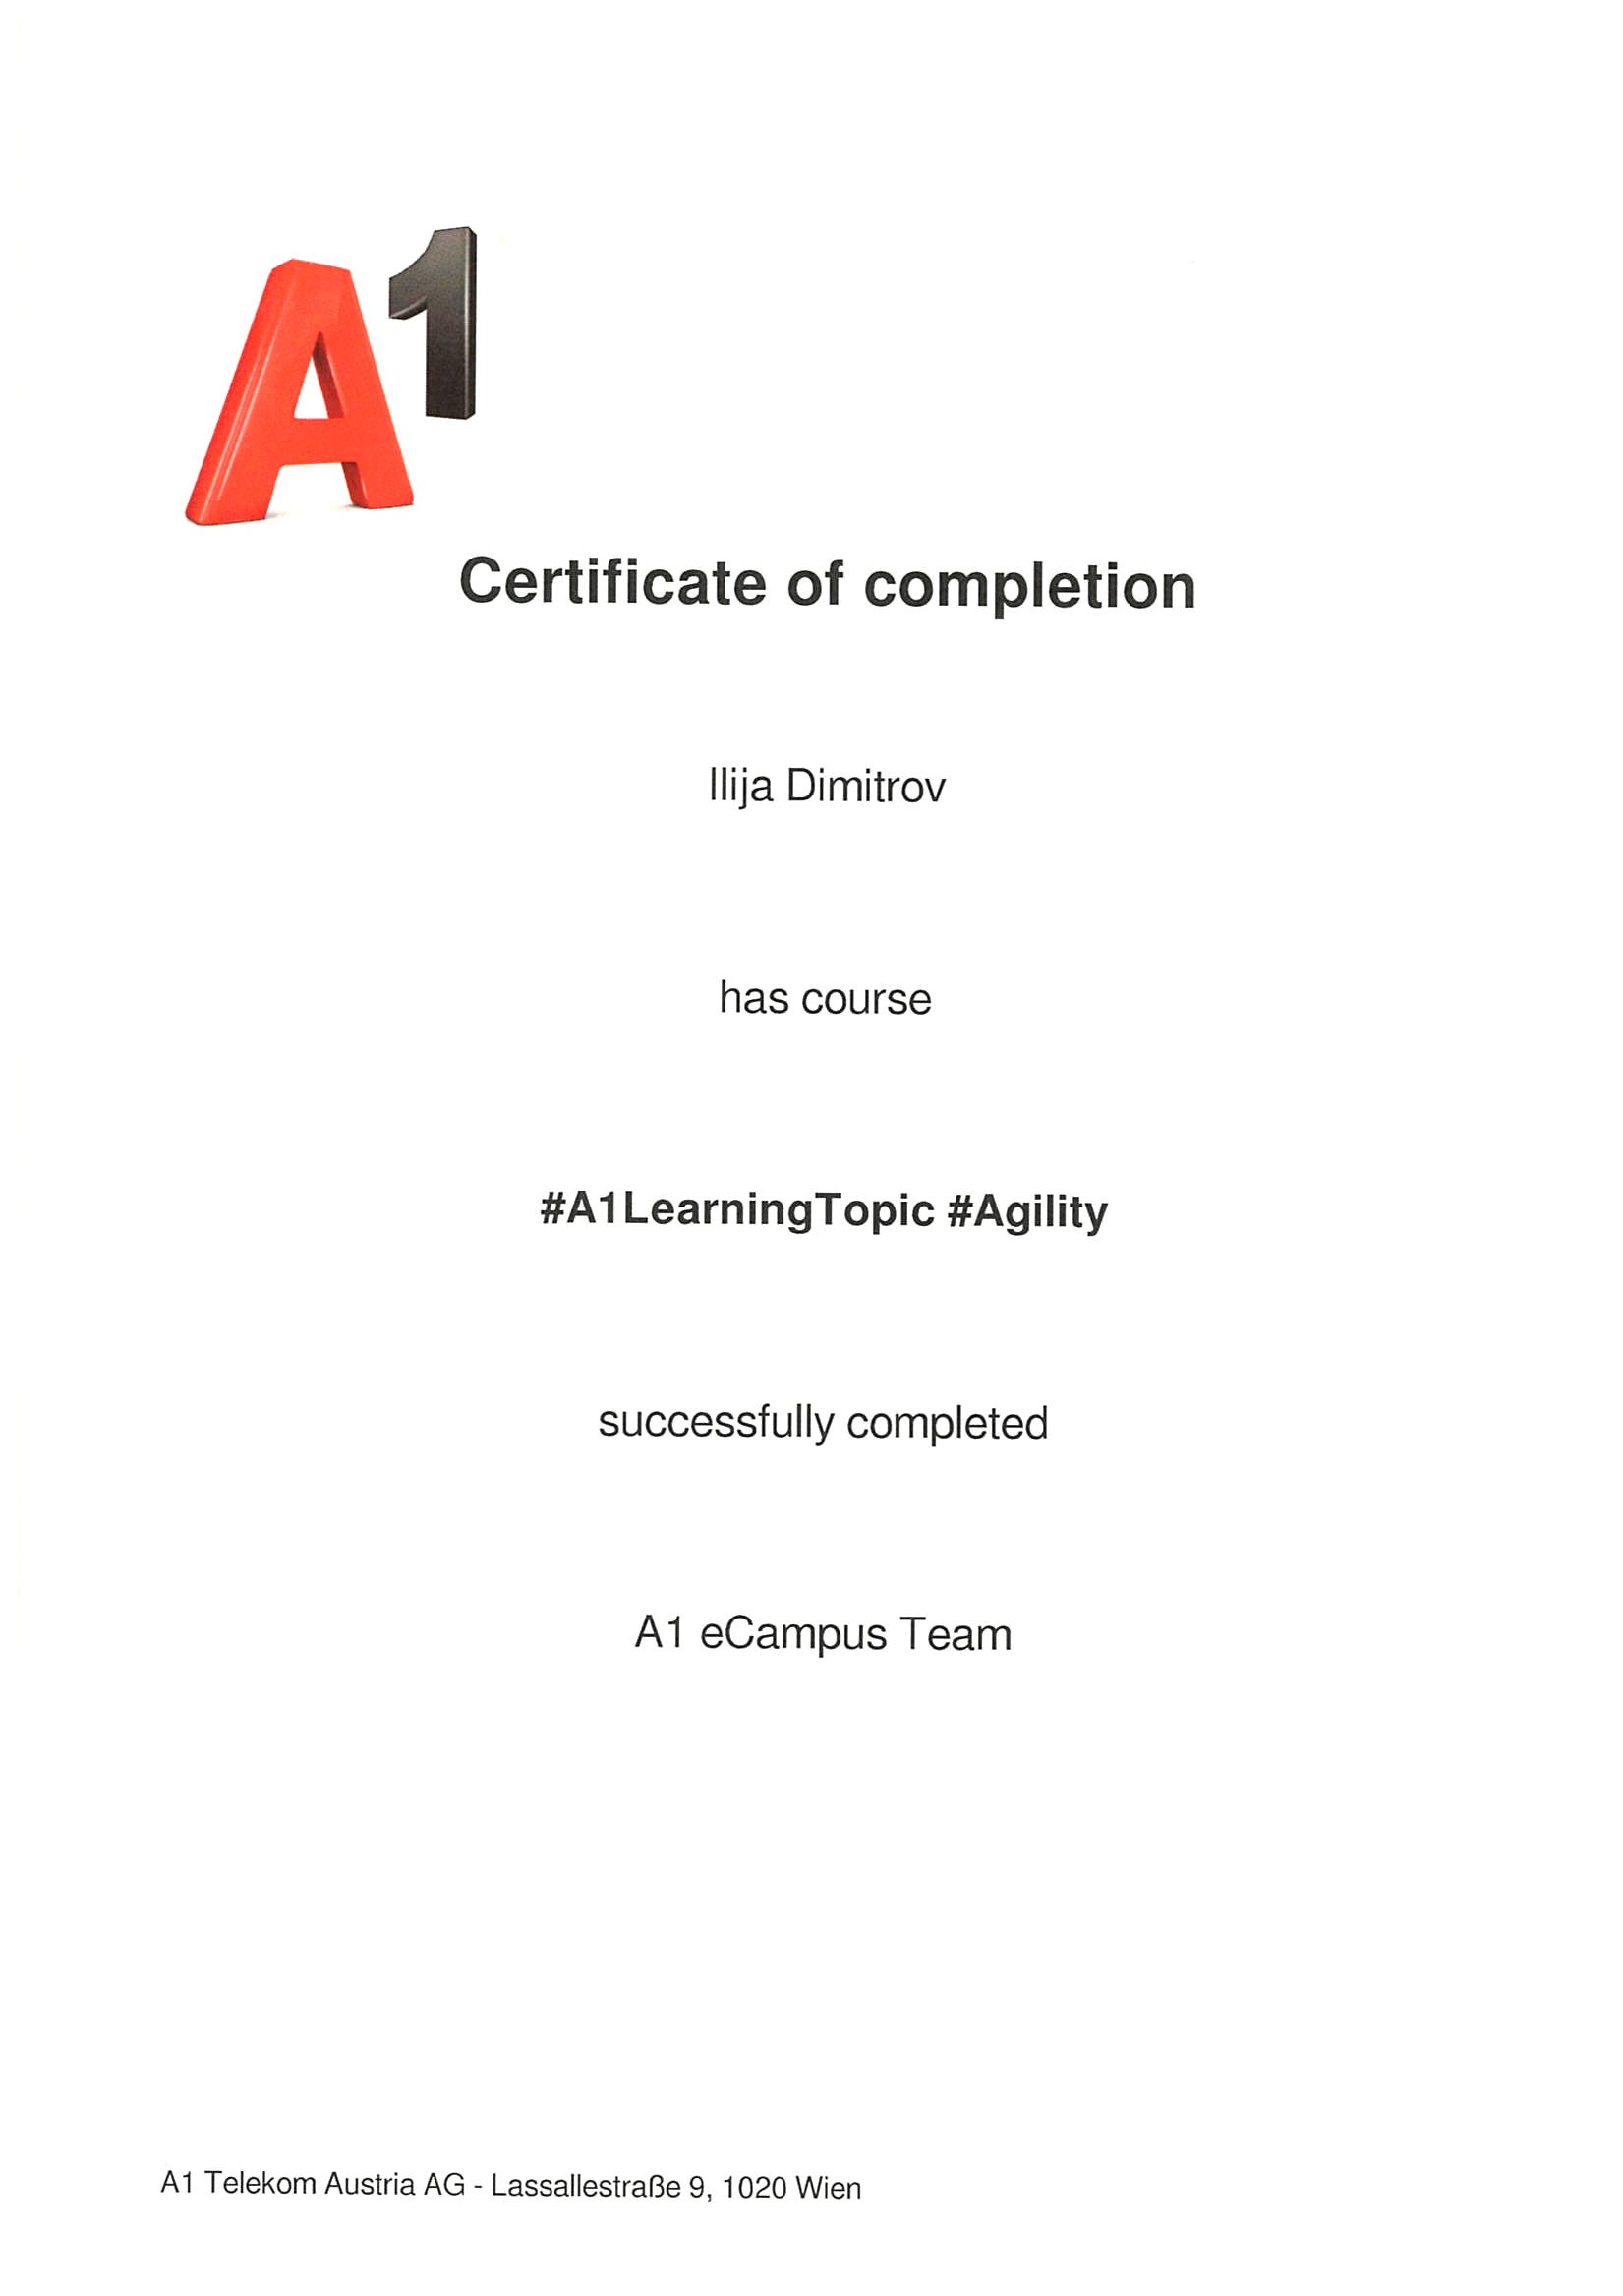 A1
Certificate of completion
Ilija Dimitrov
has course
#A1LearningTopic #Agility
successfully completed
A1 eCampus Team
A1 Telekom Austria AG - Lassallestraße 9, 1020 Wien